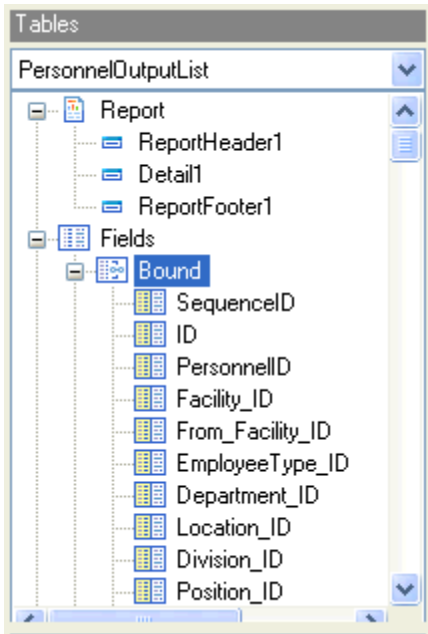 Tables
PersonnelOutputList
Report
ReportHeader1
Detail1
ReportFooter1
Fields
Bound
SequenceID
ID
PersonnelID
Facility_ID
From_Facility_ID
EmployeeType_ID
Department_ID
Location_ID
Division_ID
Position_ID